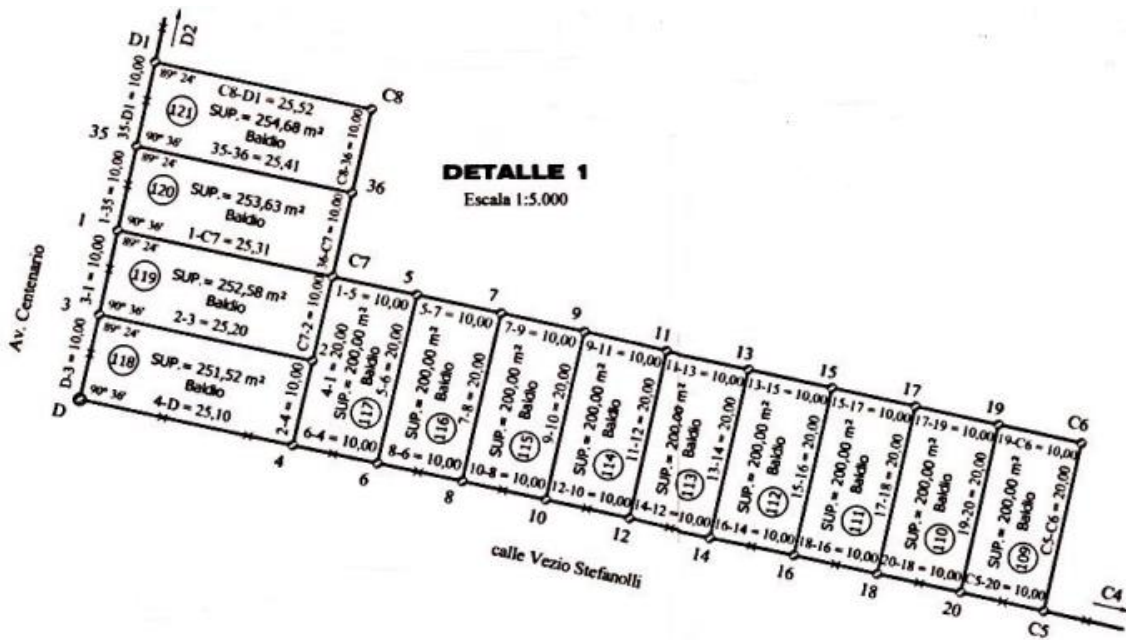 D1
D2
35-D1 = 10,00
89° 24'
C8-D1 = 25,52
C8
121
SUP. = 254,68 m²
Baldio
C8-36 = 10,00
90° 36'
35-36 = 25,41
35
36
DETALLE 1
Escala 1:5.000
1-35 = 10,00
89° 24'
120
SUP. = 253,63 m²
Baldio
36-C7 = 10,00
90° 36'
1-C7 = 25,31
1
C7
Av. Centenario
3-1 = 10,00
89° 24'
119
SUP. = 252,58 m²
Baldio
C7-2 = 10,00
90° 36'
2-3 = 25,20
3
2
D-3 = 10,00
89° 24'
118
SUP. = 251,52 m²
Baldio
2-4 = 10,00
90° 36'
4-D = 25,10
D
4
1-5 = 10,00
4-1 = 20,00
SUP. = 200,00 m²
117
Baldio
5-6 = 20,00
6-4 = 10,00
5
6
5-7 = 10,00
SUP. = 200,00 m²
116
Baldio
7-8 = 20,00
8-6 = 10,00
7
8
7-9 = 10,00
SUP. = 200,00 m²
115
Baldio
9-10 = 20,00
10-8 = 10,00
9
10
9-11 = 10,00
SUP. = 200,00 m²
114
Baldio
11-12 = 20,00
12-10 = 10,00
11
12
11-13 = 10,00
SUP. = 200,00 m²
113
Baldio
13-14 = 20,00
14-12 = 10,00
13
14
13-15 = 10,00
SUP. = 200,00 m²
112
Baldio
15-16 = 20,00
16-14 = 10,00
15
16
15-17 = 10,00
SUP. = 200,00 m²
111
Baldio
17-18 = 20,00
18-16 = 10,00
17
18
17-19 = 10,00
SUP. = 200,00 m²
110
Baldio
19-20 = 20,00
20-18 = 10,00
19
20
19-C6 = 10,00
SUP. = 200,00 m²
109
Baldio
C5-C6 = 20,00
C5-20 = 10,00
C6
C5
C4
calle Vezio Stefanolli